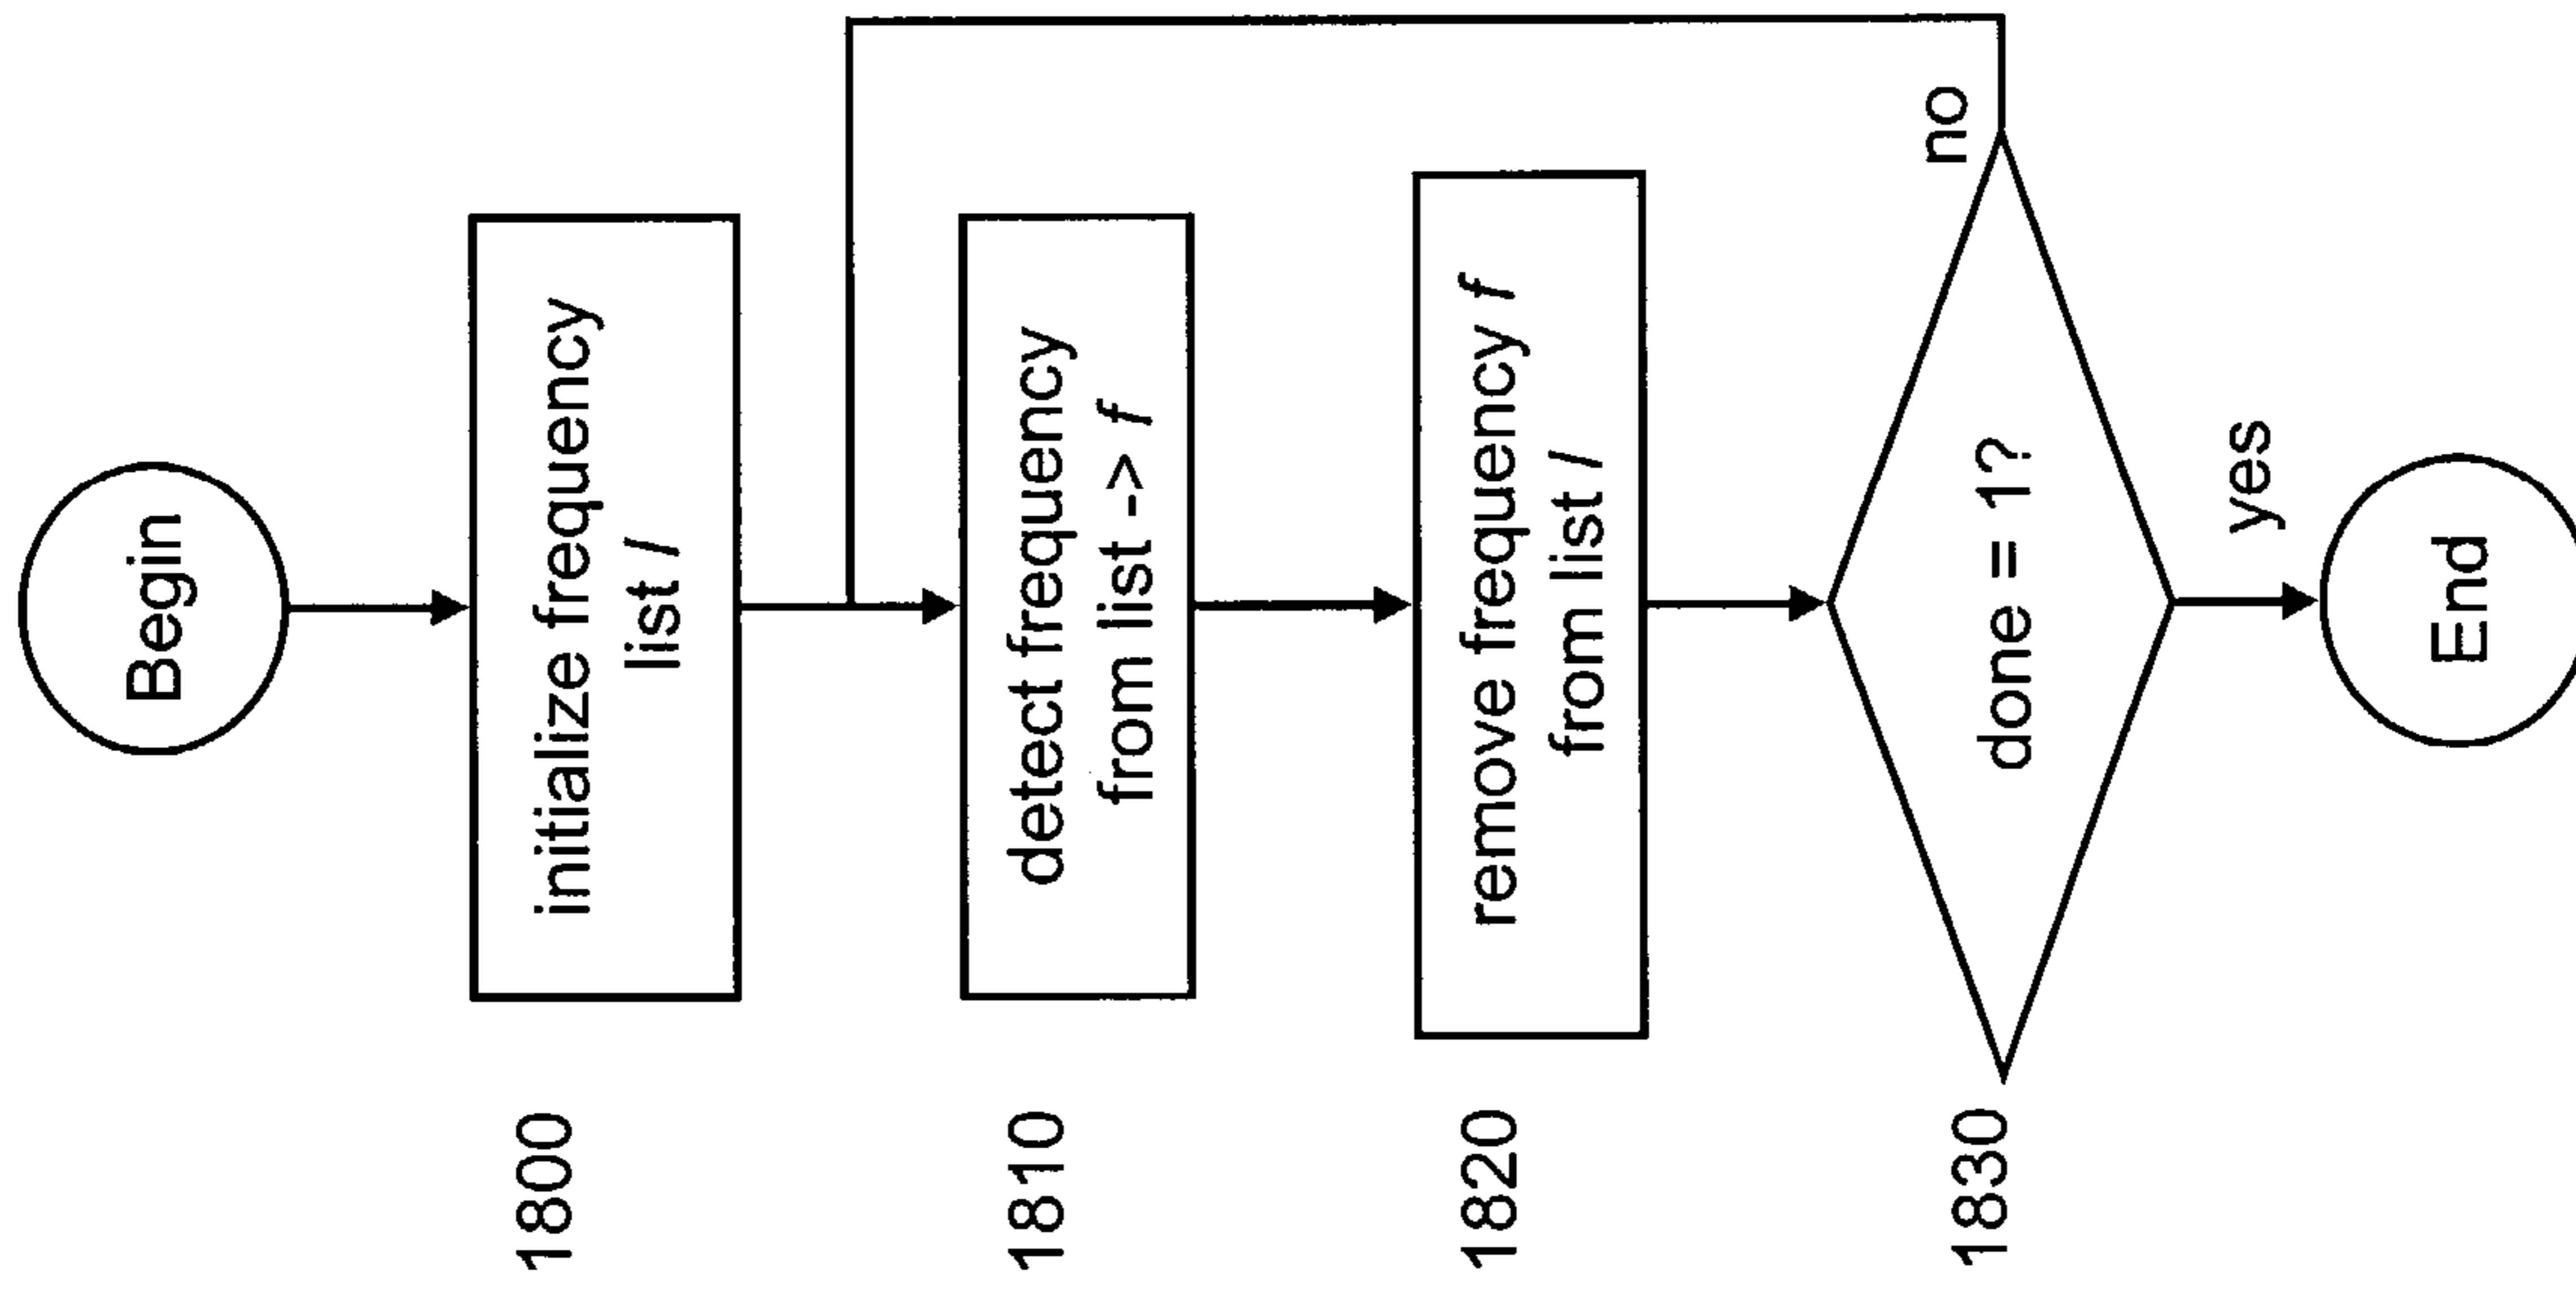 Begin
1800
initialize frequency
list l
1810
detect frequency
from list -> f
1820
remove frequency f
from list l
1830
done = 1?
no
yes
End